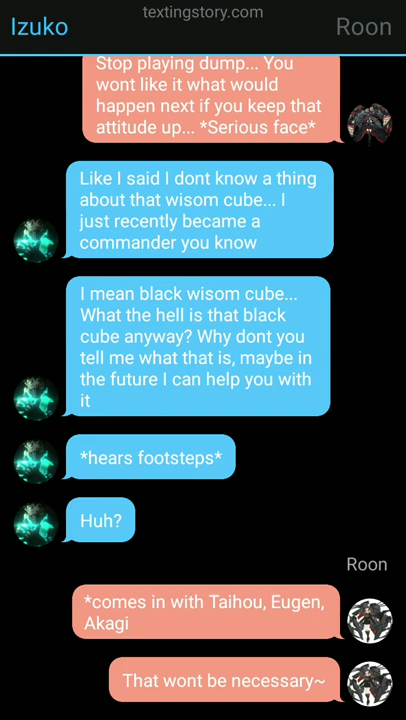 textingstory.com
Izuko
Roon
Stop playing dump... You
wont like it what would
happen next if you keep that
attitude up... *Serious face*
Like I said I dont know a thing
about that wisom cube... I
just recently became a
commander you know
I mean black wisom cube...
What the hell is that black
cube anyway? Why dont you
tell me what that is, maybe in
the future I can help you with
it
*hears footsteps*
Huh?
Roon
*comes in with Taihou, Eugen,
Akagi
That wont be necessary~